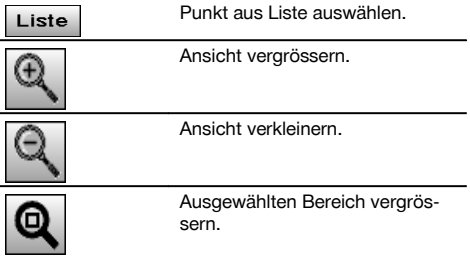 Liste Punkt aus Liste auswählen.
Ansicht vergrössern.
Ansicht verkleinern.
Ausgewählten Bereich vergrös-
sern.